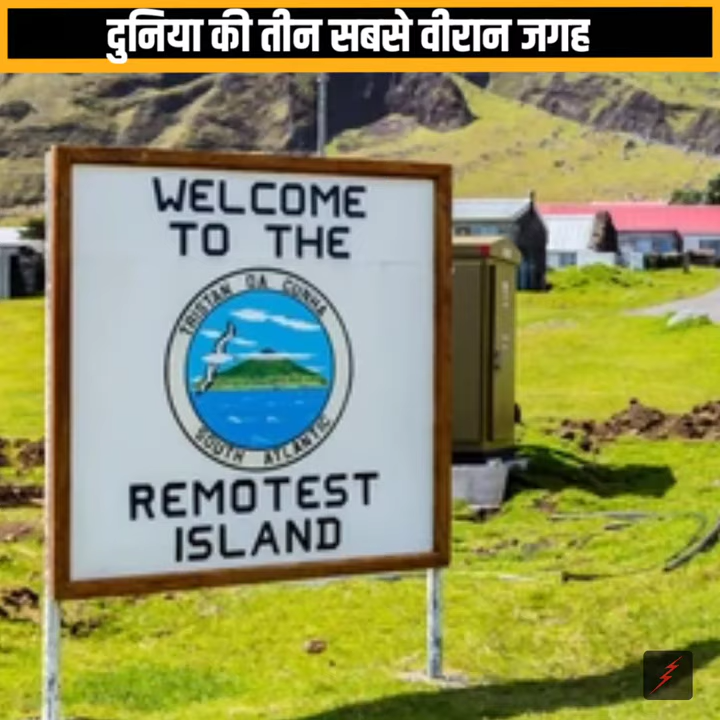 दुनिया की तीन सबसे वीरान जगह
WELCOME
TO THE
TRISTAN DA CUNHA
SOUTH ATLANTIC
REMOTEST
ISLAND